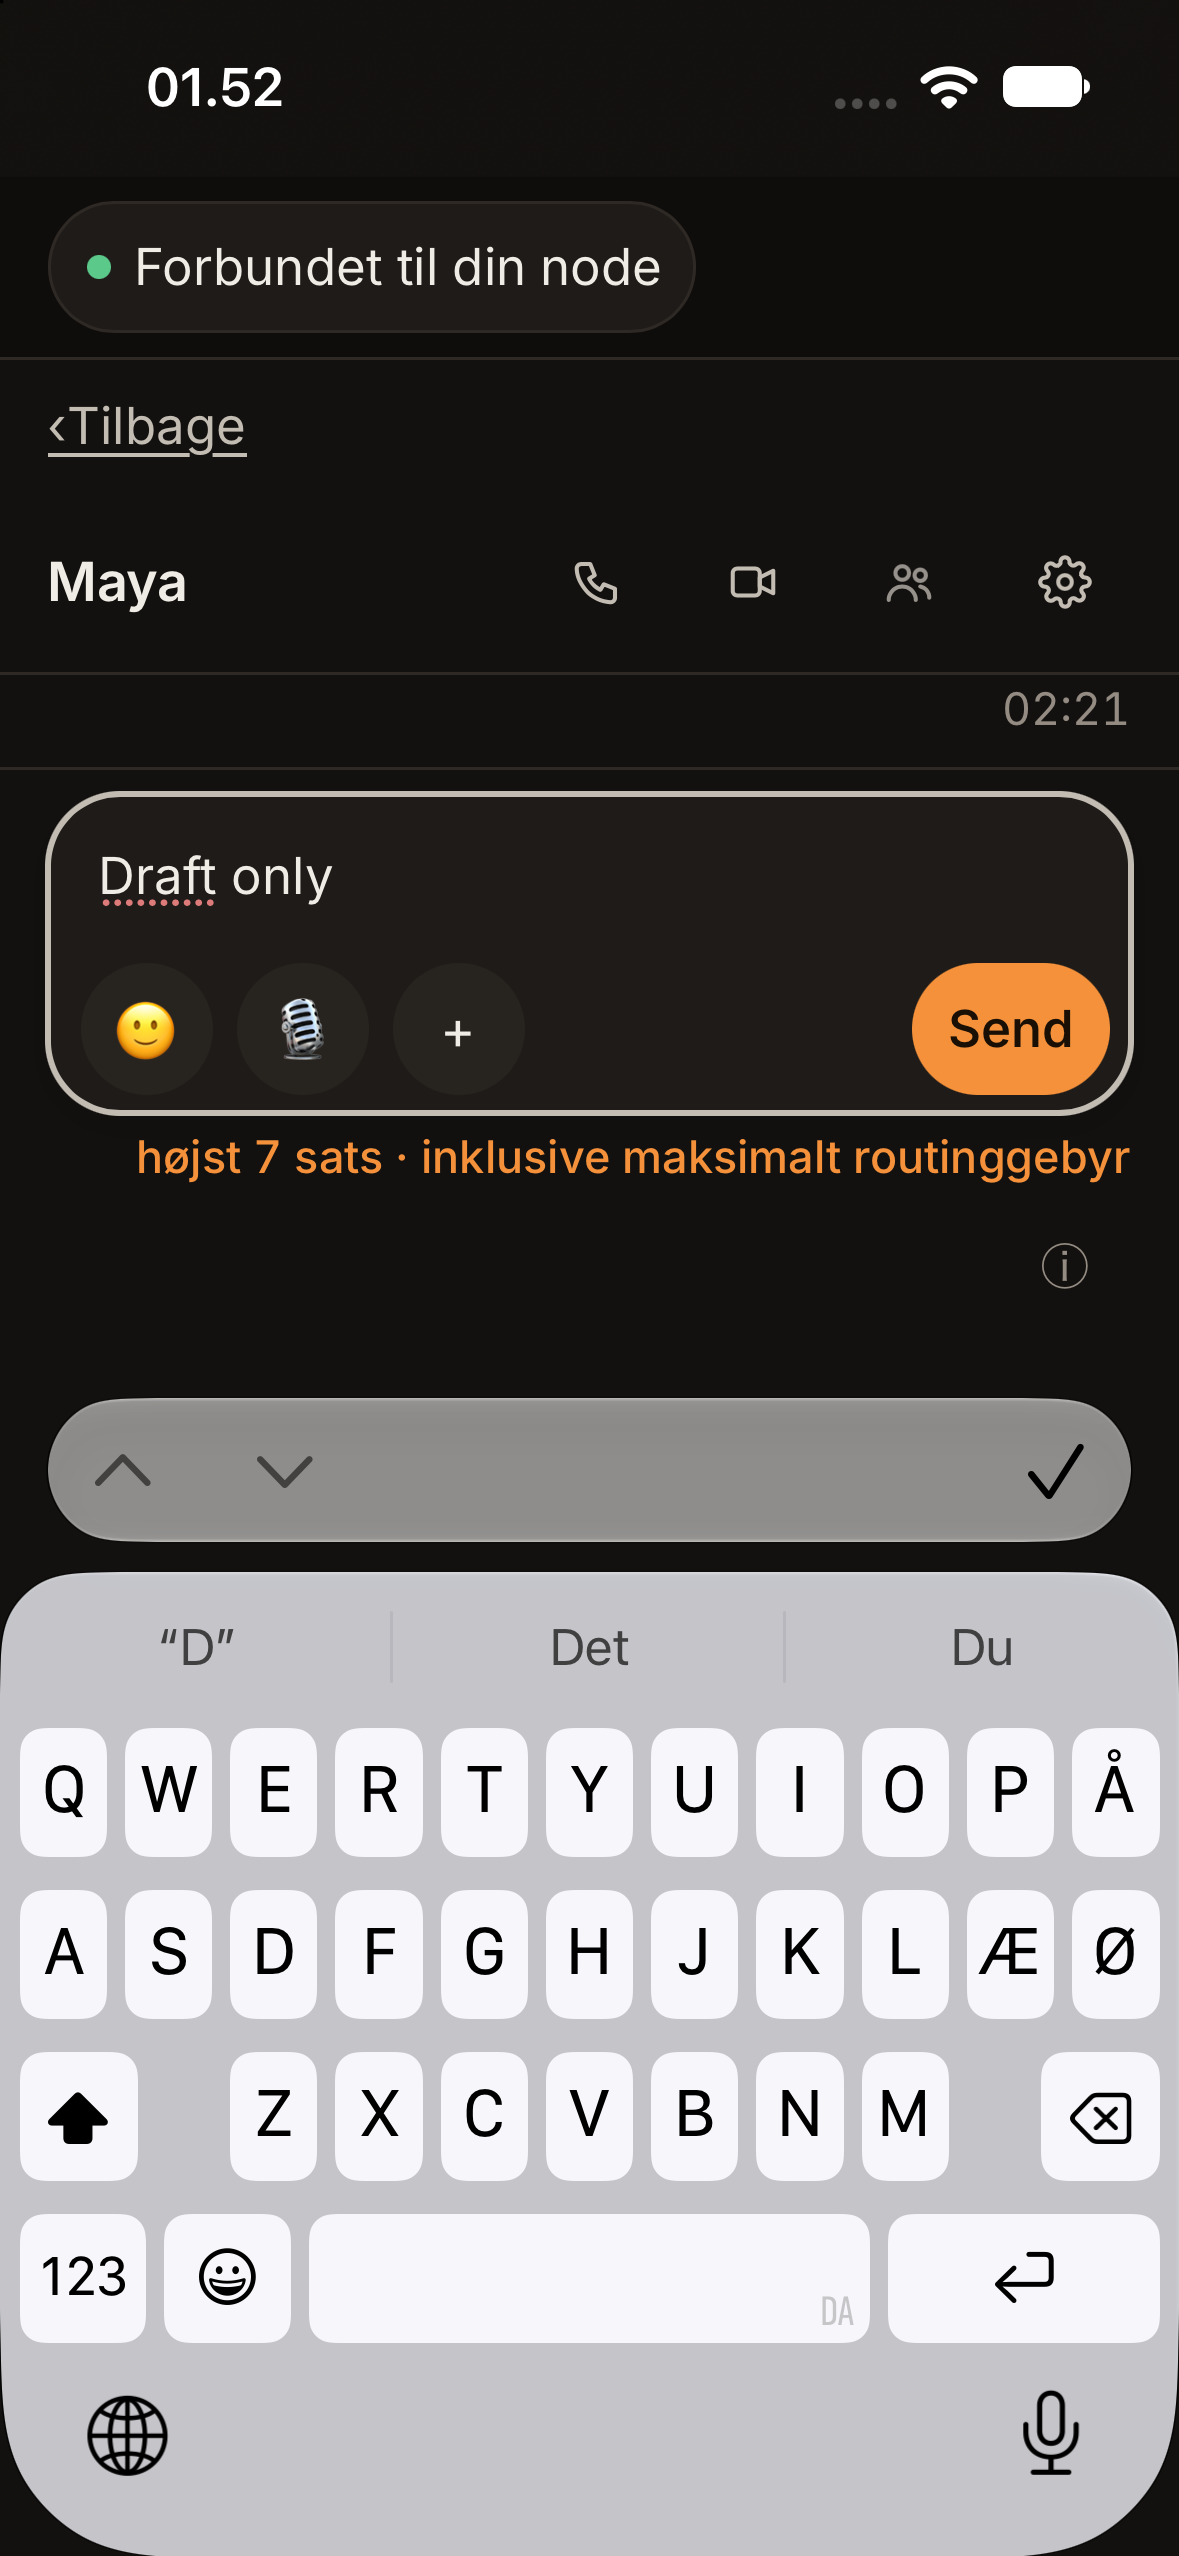 01.52
Forbundet til din node
‹Tilbage
Maya
02:21
Draft only
+
Send
højst 7 sats · inklusive maksimalt routinggebyr
i
“D” Det Du
Q W E R T Y U I O P Å
A S D F G H J K L Æ Ø
Z X C V B N M
123
DA